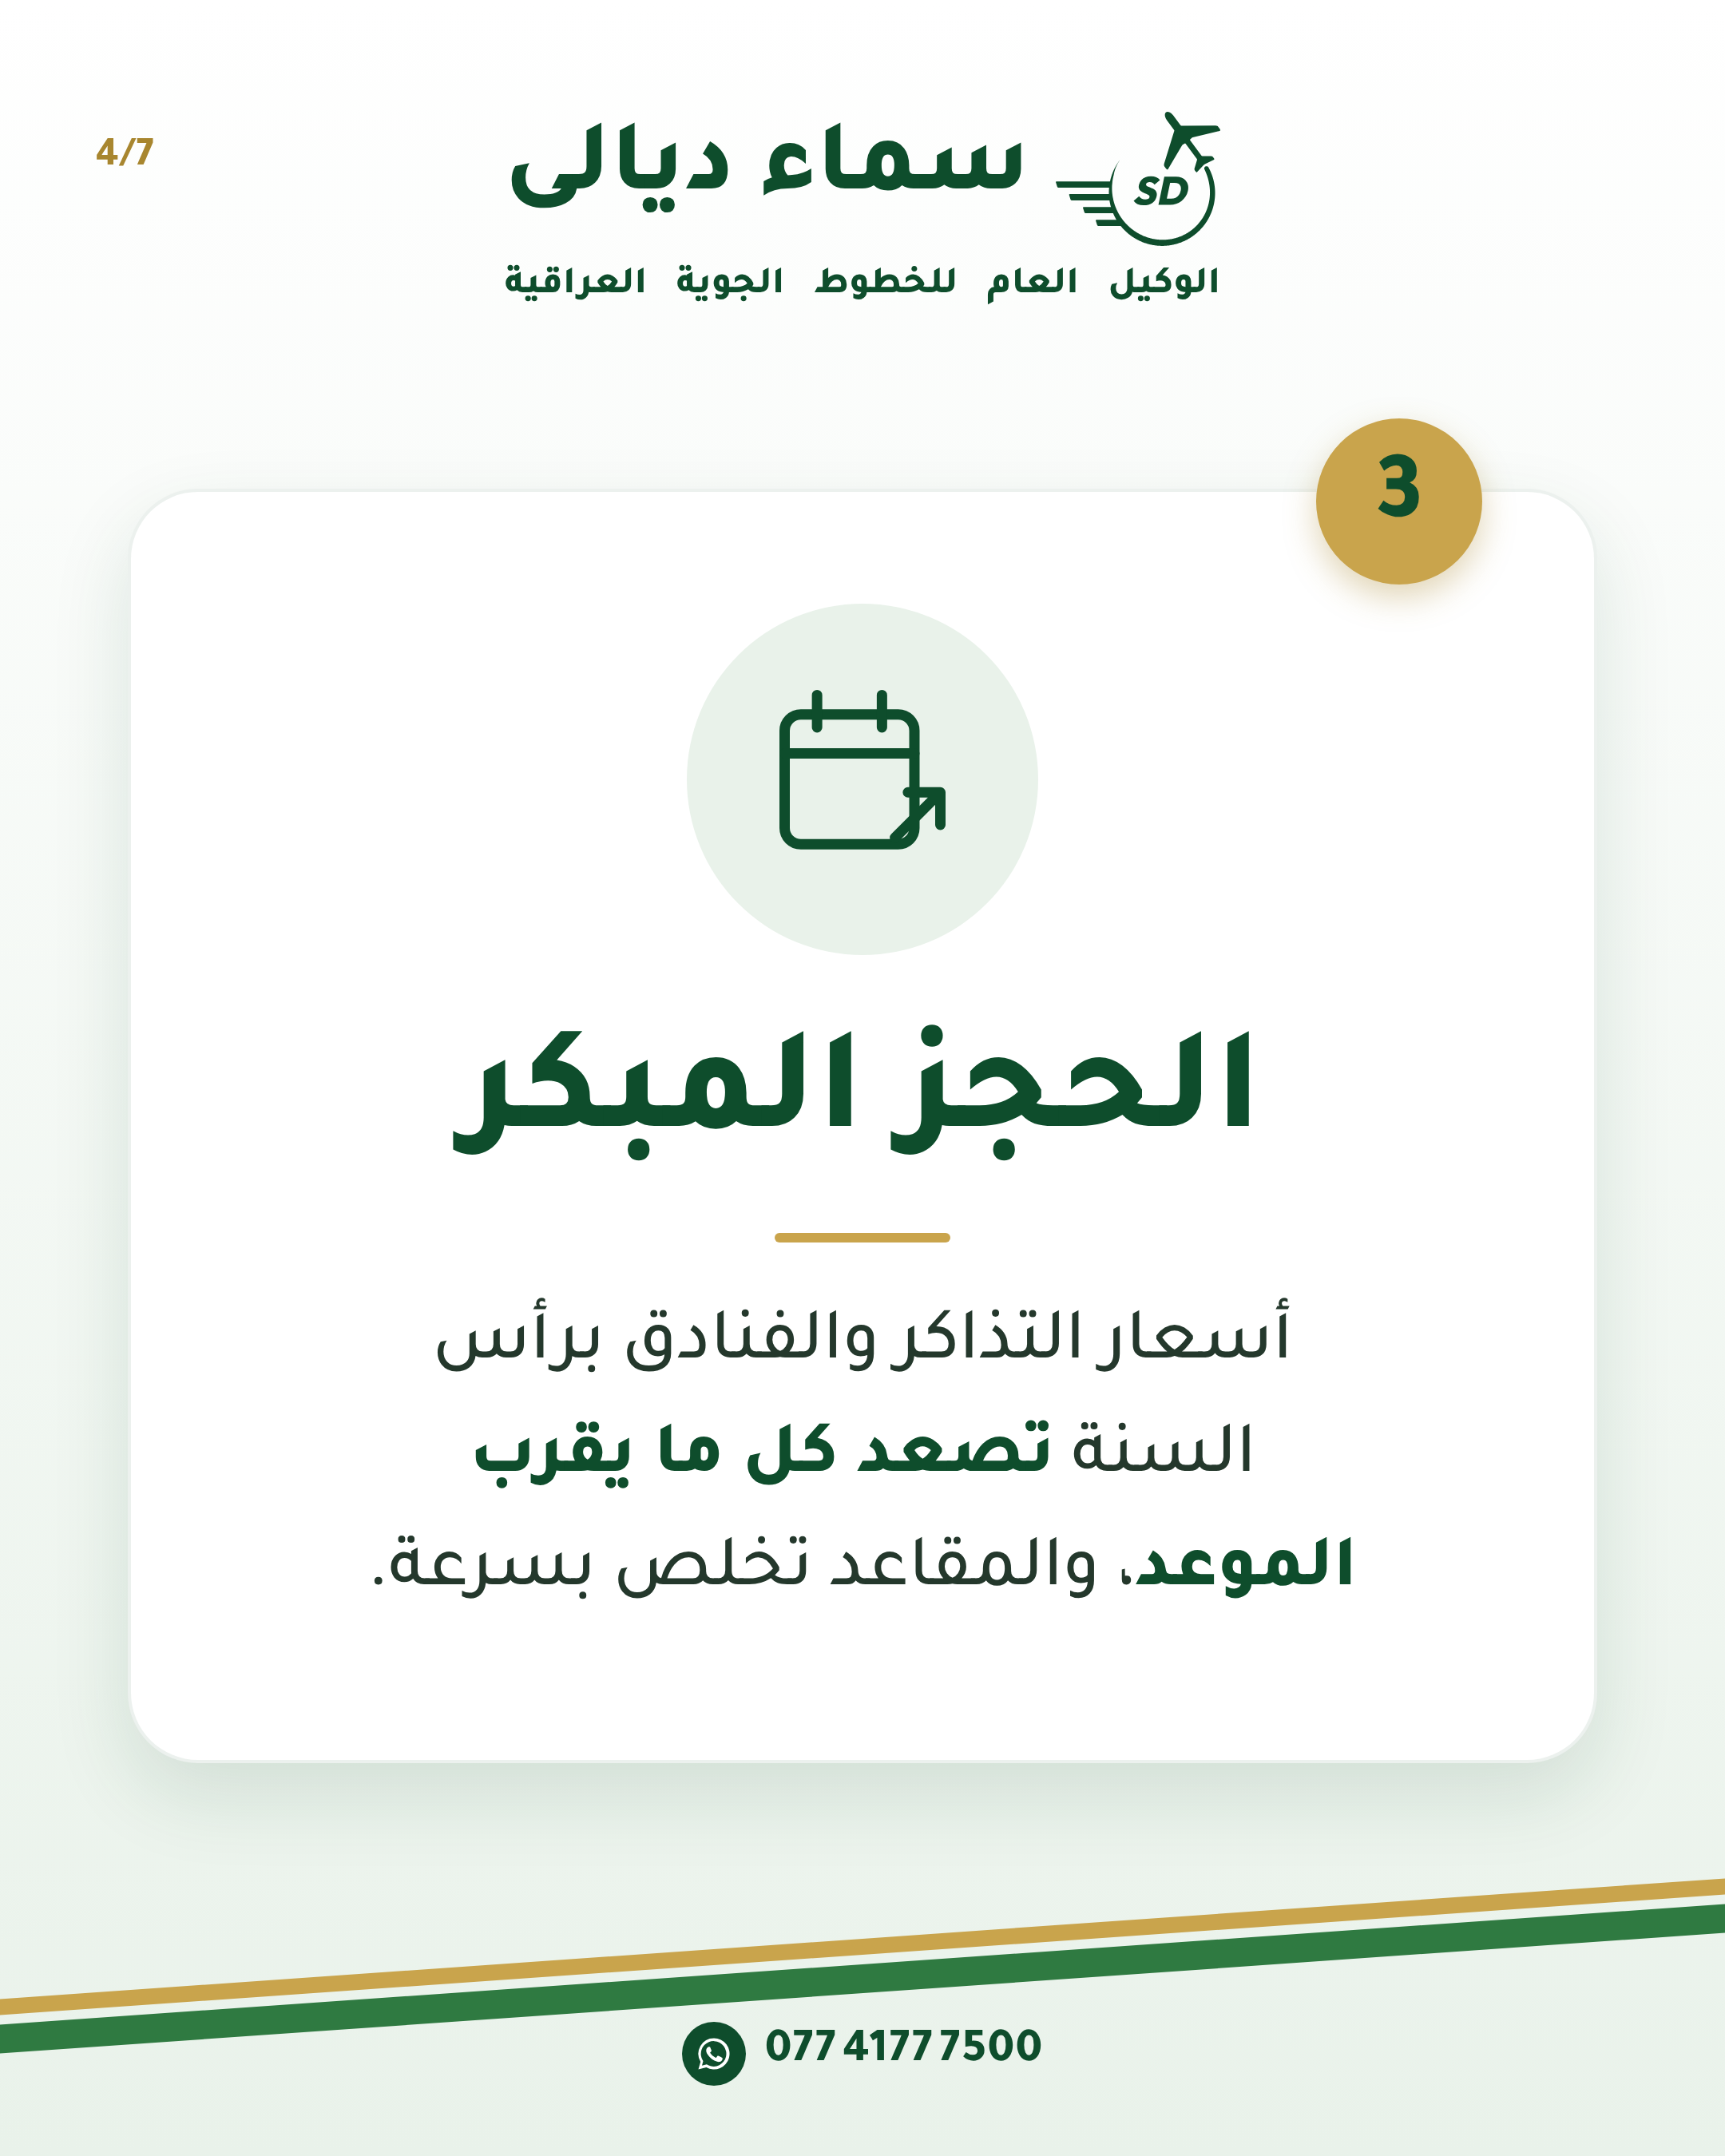 4/7
سماء ديالى
SD
الوكيل العام للخطوط الجوية العراقية
3
الحجز المبكر
أسعار التذاكر والفنادق برأس
السنة تصعد كل ما يقرب
الموعد، والمقاعد تخلص بسرعة.
077 4177 7500